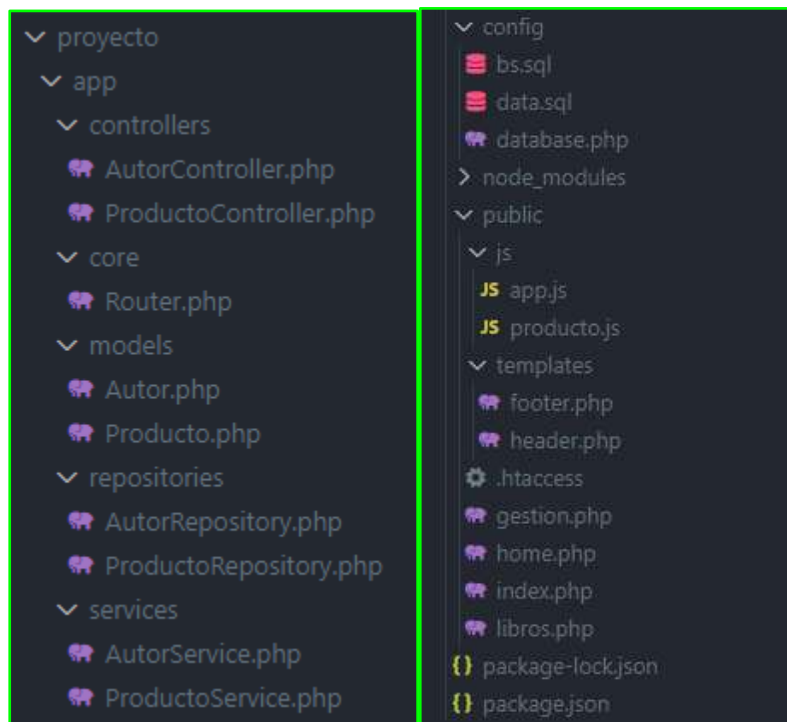 proyecto
app
controllers
AutorController.php
ProductoController.php
core
Router.php
models
Autor.php
Producto.php
repositories
AutorRepository.php
ProductoRepository.php
services
AutorService.php
ProductoService.php
config
bs.sql
data.sql
database.php
node_modules
public
js
JS app.js
JS producto.js
templates
footer.php
header.php
.htaccess
gestion.php
home.php
index.php
libros.php
{} package-lock.json
{} package.json